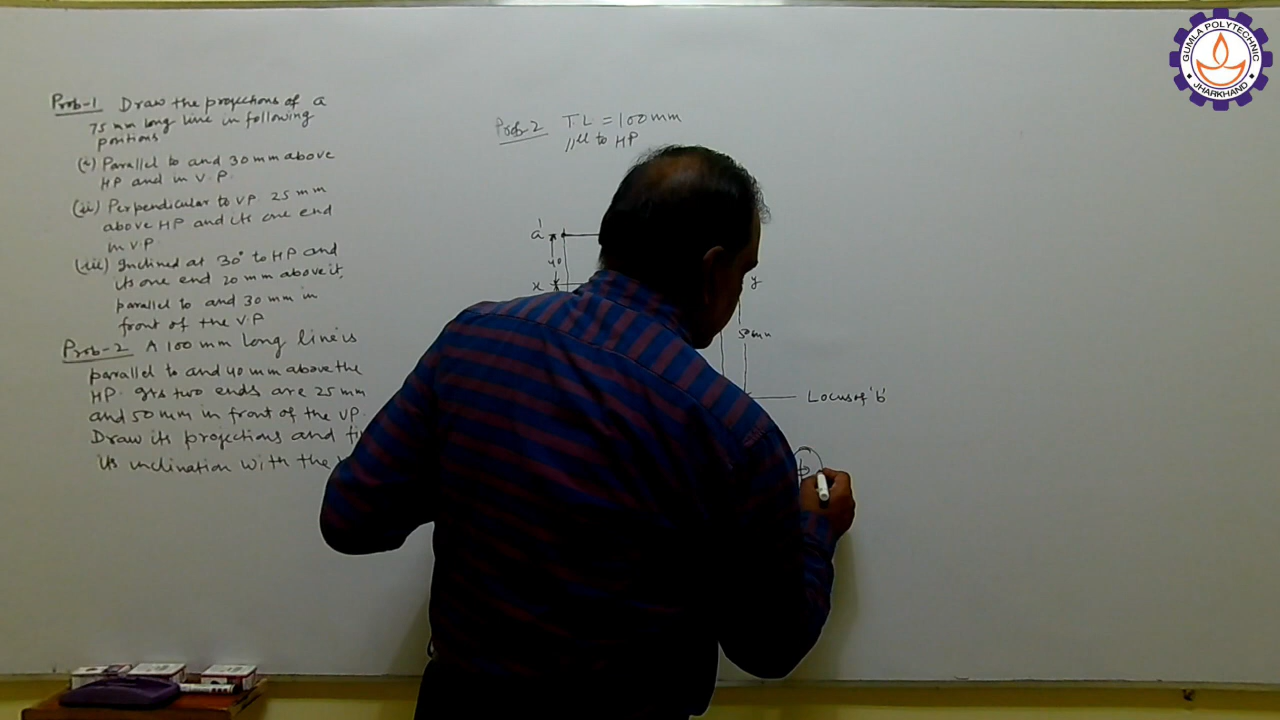 Prob-1 Draw the projections of a
75 mm long line in following
positions
(i) Parallel to and 30 mm above
HP and in V.P.
(ii) Perpendicular to VP 25 mm
above HP and its one end
in V.P
(iii) Inclined at 30° to HP and
its one end 20 mm above it,
parallel to and 30 mm in
front of the V.P
Prob-2 A 100 mm long line is
parallel to and 40 mm above the
HP. Its two ends are 25 mm
and 50 mm in front of the VP.
Draw its projections and
its inclination with the
Prob-2 TL = 100mm
//el to HP
a'
40
x
y
50mm
Locus of 'b'
φ
GUMLA POLYTECHNIC
JHARKHAND